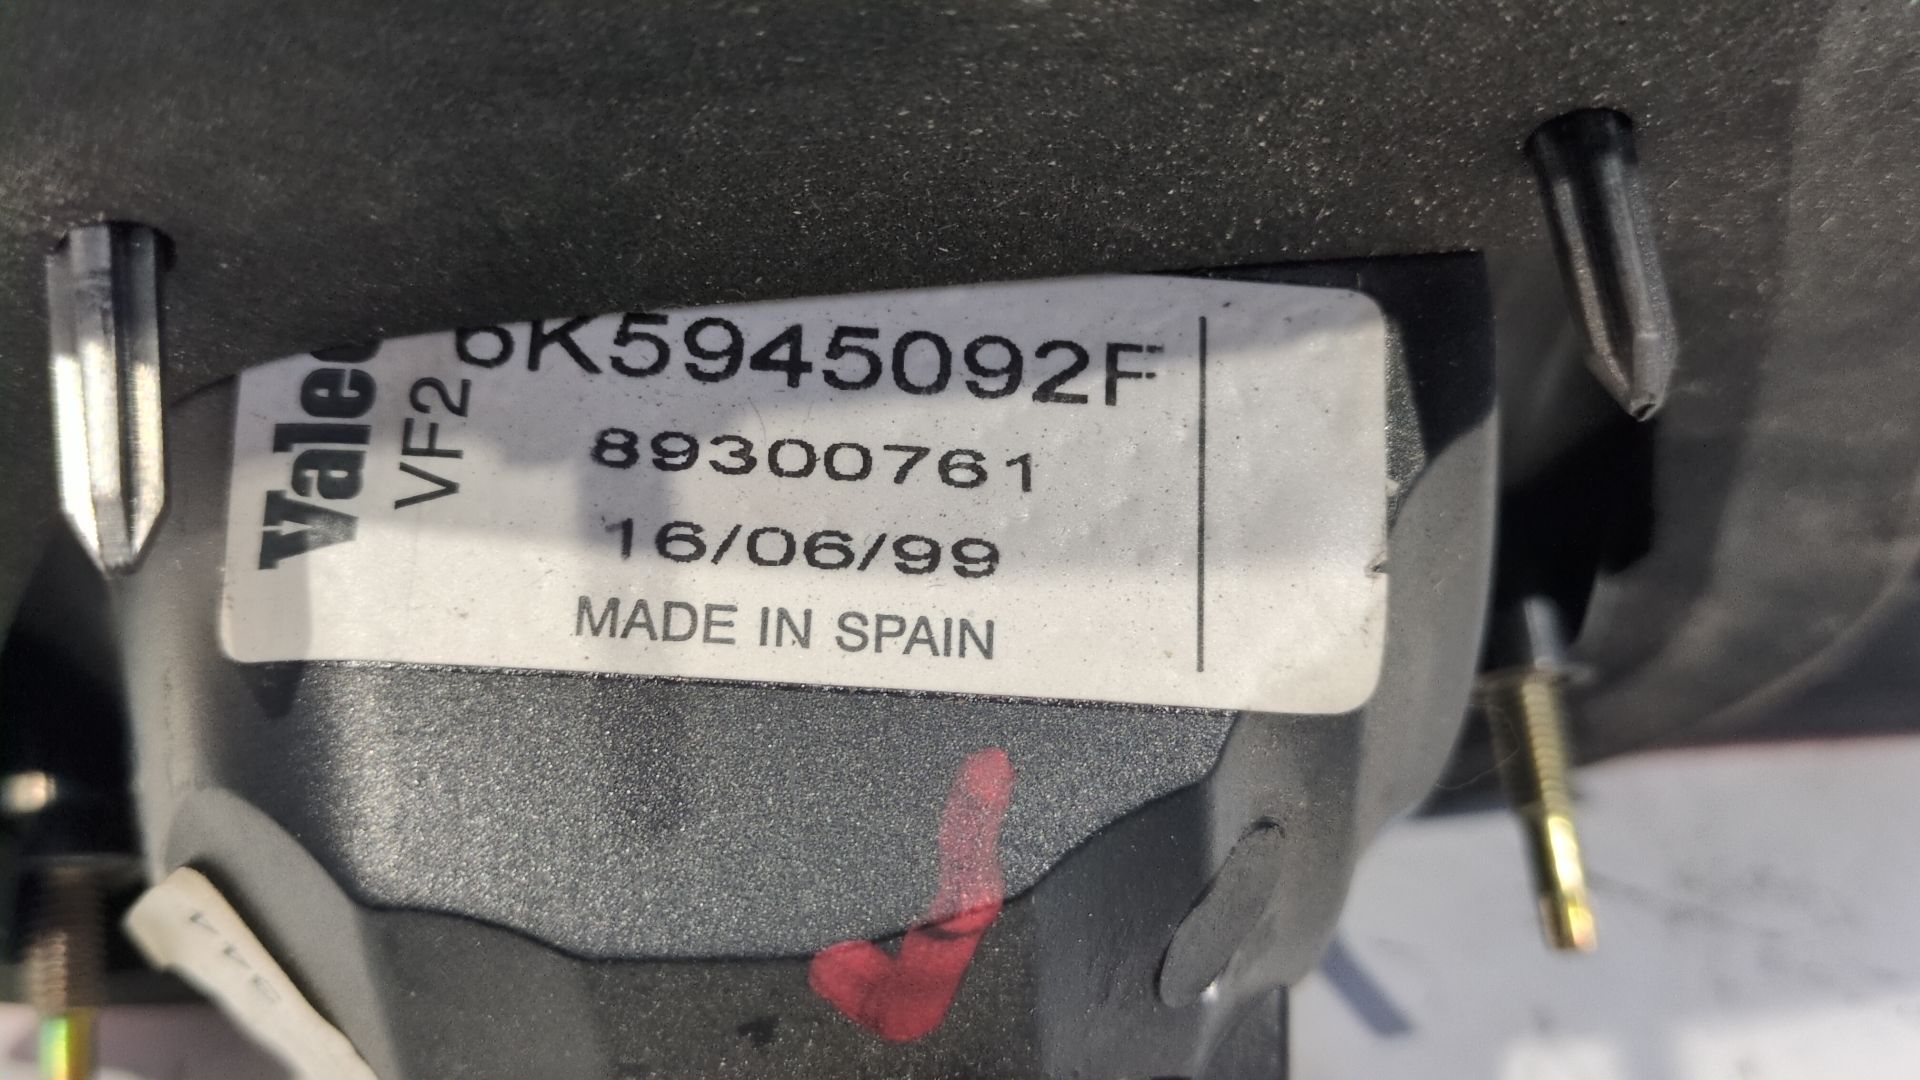 Valeo
VF2
6K5945092F
89300761
16/06/99
MADE IN SPAIN